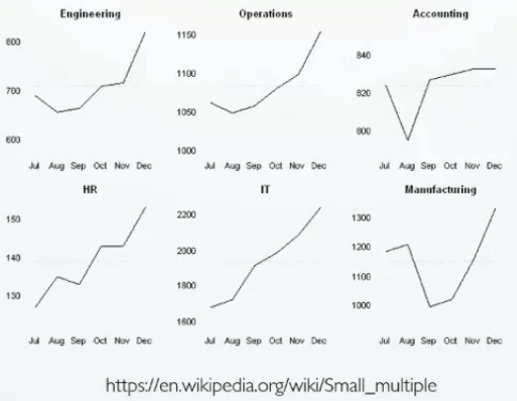 Engineering
800
700
600
Jul Aug Sep Oct Nov Dec
Operations
1150
1100
1050
1000
Jul Aug Sep Oct Nov Dec
Accounting
840
820
800
Jul Aug Sep Oct Nov Dec
HR
150
140
130
Jul Aug Sep Oct Nov Dec
IT
2200
2000
1800
1600
Jul Aug Sep Oct Nov Dec
Manufacturing
1300
1200
1100
1000
Jul Aug Sep Oct Nov Dec
https://en.wikipedia.org/wiki/Small_multiple